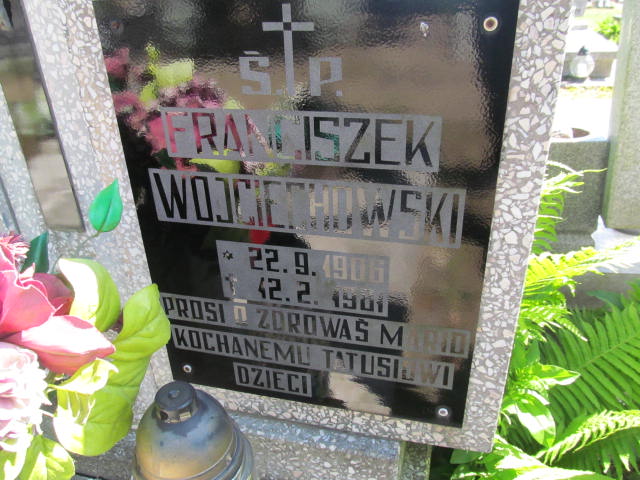 Ś. P.
FRANCISZEK
WOJCIECHOWSKI
22.9.1906
12.2.1981
PROSI O ZDROWAŚ MARIO
KOCHANEMU TATUSIOWI
DZIECI